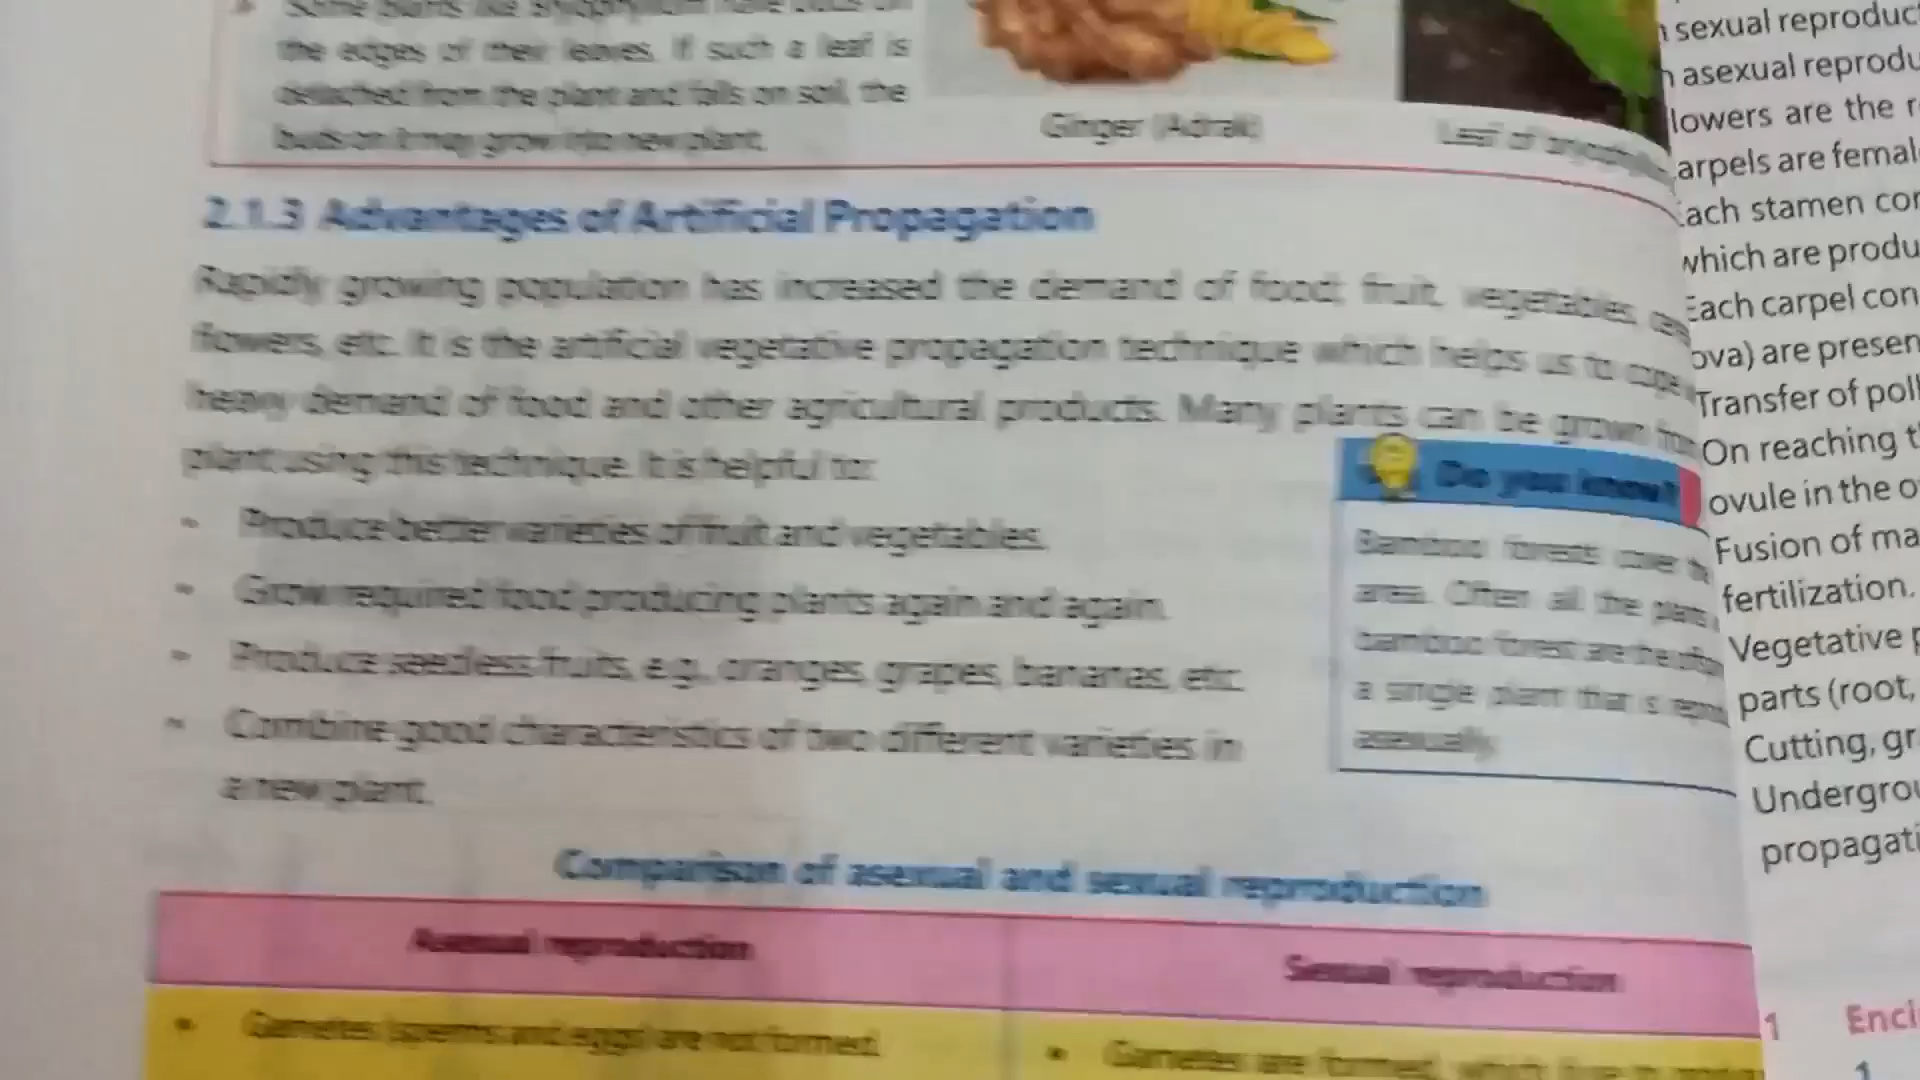 the edges of their leaves. If such a leaf is
detached from the plant and falls on soil, the
buds on it may grow into new plant.
Ginger (Adrak)
Leaf of
2.1.3 Advantages of Artificial Propagation
Rapidly growing population has increased the demand of food, fruit, vegetables,
flowers, etc. It is the artificial vegetative propagation technique which helps us to cope
heavy demand of food and other agricultural products. Many plants can be grown
plant using this technique. It is helpful to:
Produce better varieties of fruit and vegetables.
Grow required food producing plants again and again.
Produce seedless fruits, e.g., oranges, grapes, bananas, etc.
Combine good characteristics of two different varieties in
a new plant.
Do you know?
Bamboo forests cover
area. Often all the plants
bamboo forest are the
a single plant that is
asexually.
Comparison of asexual and sexual reproduction
Asexual reproduction
Sexual reproduction
• Gametes (sperms and eggs) are not formed.
• Gametes are formed, which
sexual reproduc
asexual reprodu
lowers are the r
arpels are femal
ach stamen con
which are produ
Each carpel con
ova) are presen
Transfer of poll
On reaching t
ovule in the o
Fusion of ma
fertilization.
Vegetative p
parts (root,
Cutting, gr
Undergrou
propagati
1 Enci
1